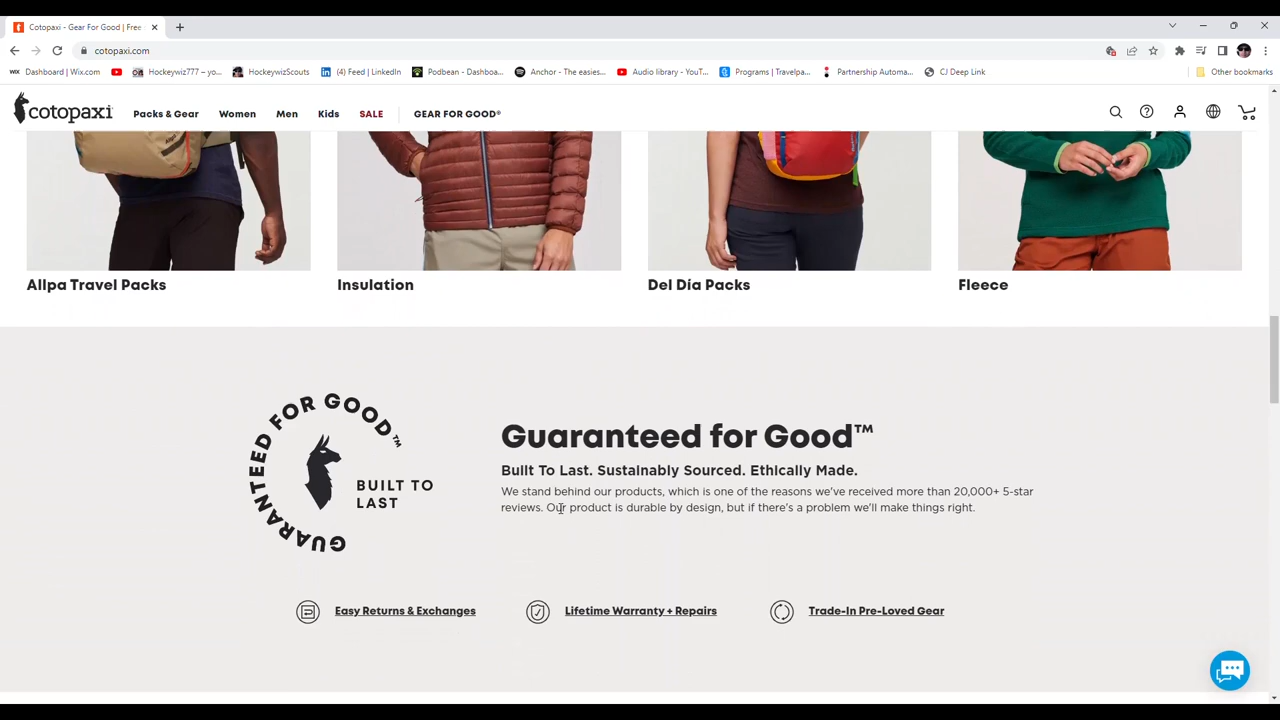 Cotopaxi - Gear For Good | Free
cotopaxi.com
WIX Dashboard | Wix.com
Hockeywiz777 – yo...
HockeywizScouts
(4) Feed | LinkedIn
Podbean - Dashboa...
Anchor - The easies...
Audio library - YouT...
Programs | Travelpa...
Partnership Automa...
CJ Deep Link
Other bookmarks
cotopaxi
Packs & Gear
Women
Men
Kids
SALE
GEAR FOR GOOD®
Allpa Travel Packs
Insulation
Del Día Packs
Fleece
GUARANTEED FOR GOOD™
BUILT TO
LAST
Guaranteed for Good™
Built To Last. Sustainably Sourced. Ethically Made.
We stand behind our products, which is one of the reasons we've received more than 20,000+ 5-star
reviews. Our product is durable by design, but if there's a problem we'll make things right.
Easy Returns & Exchanges
Lifetime Warranty + Repairs
Trade-In Pre-Loved Gear